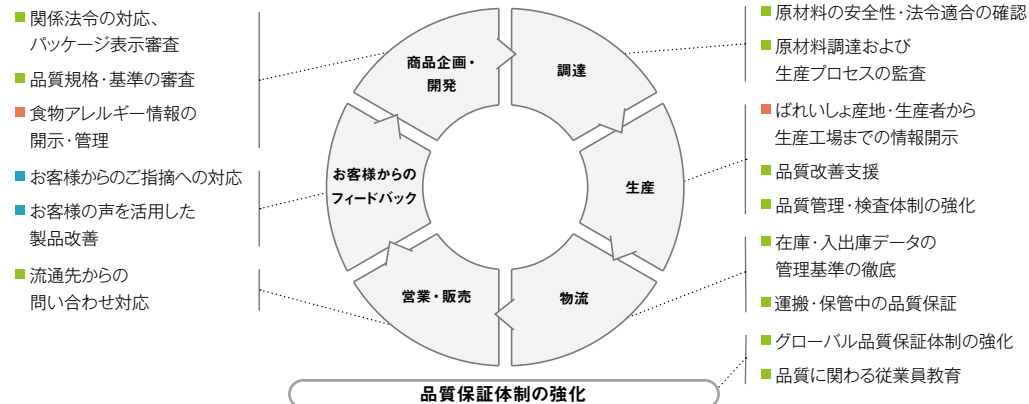 関係法令の対応、
パッケージ表示審査
品質規格・基準の審査
食物アレルギー情報の
開示・管理
お客様からのご指摘への対応
お客様の声を活用した
製品改善
流通先からの
問い合わせ対応
商品企画・
開発
調達
お客様からの
フィードバック
生産
営業・販売
物流
品質保証体制の強化
原材料の安全性・法令適合の確認
原材料調達および
生産プロセスの監査
ばれいしょ産地・生産者から
生産工場までの情報開示
品質改善支援
品質管理・検査体制の強化
在庫・入出庫データの
管理基準の徹底
運搬・保管中の品質保証
グローバル品質保証体制の強化
品質に関わる従業員教育